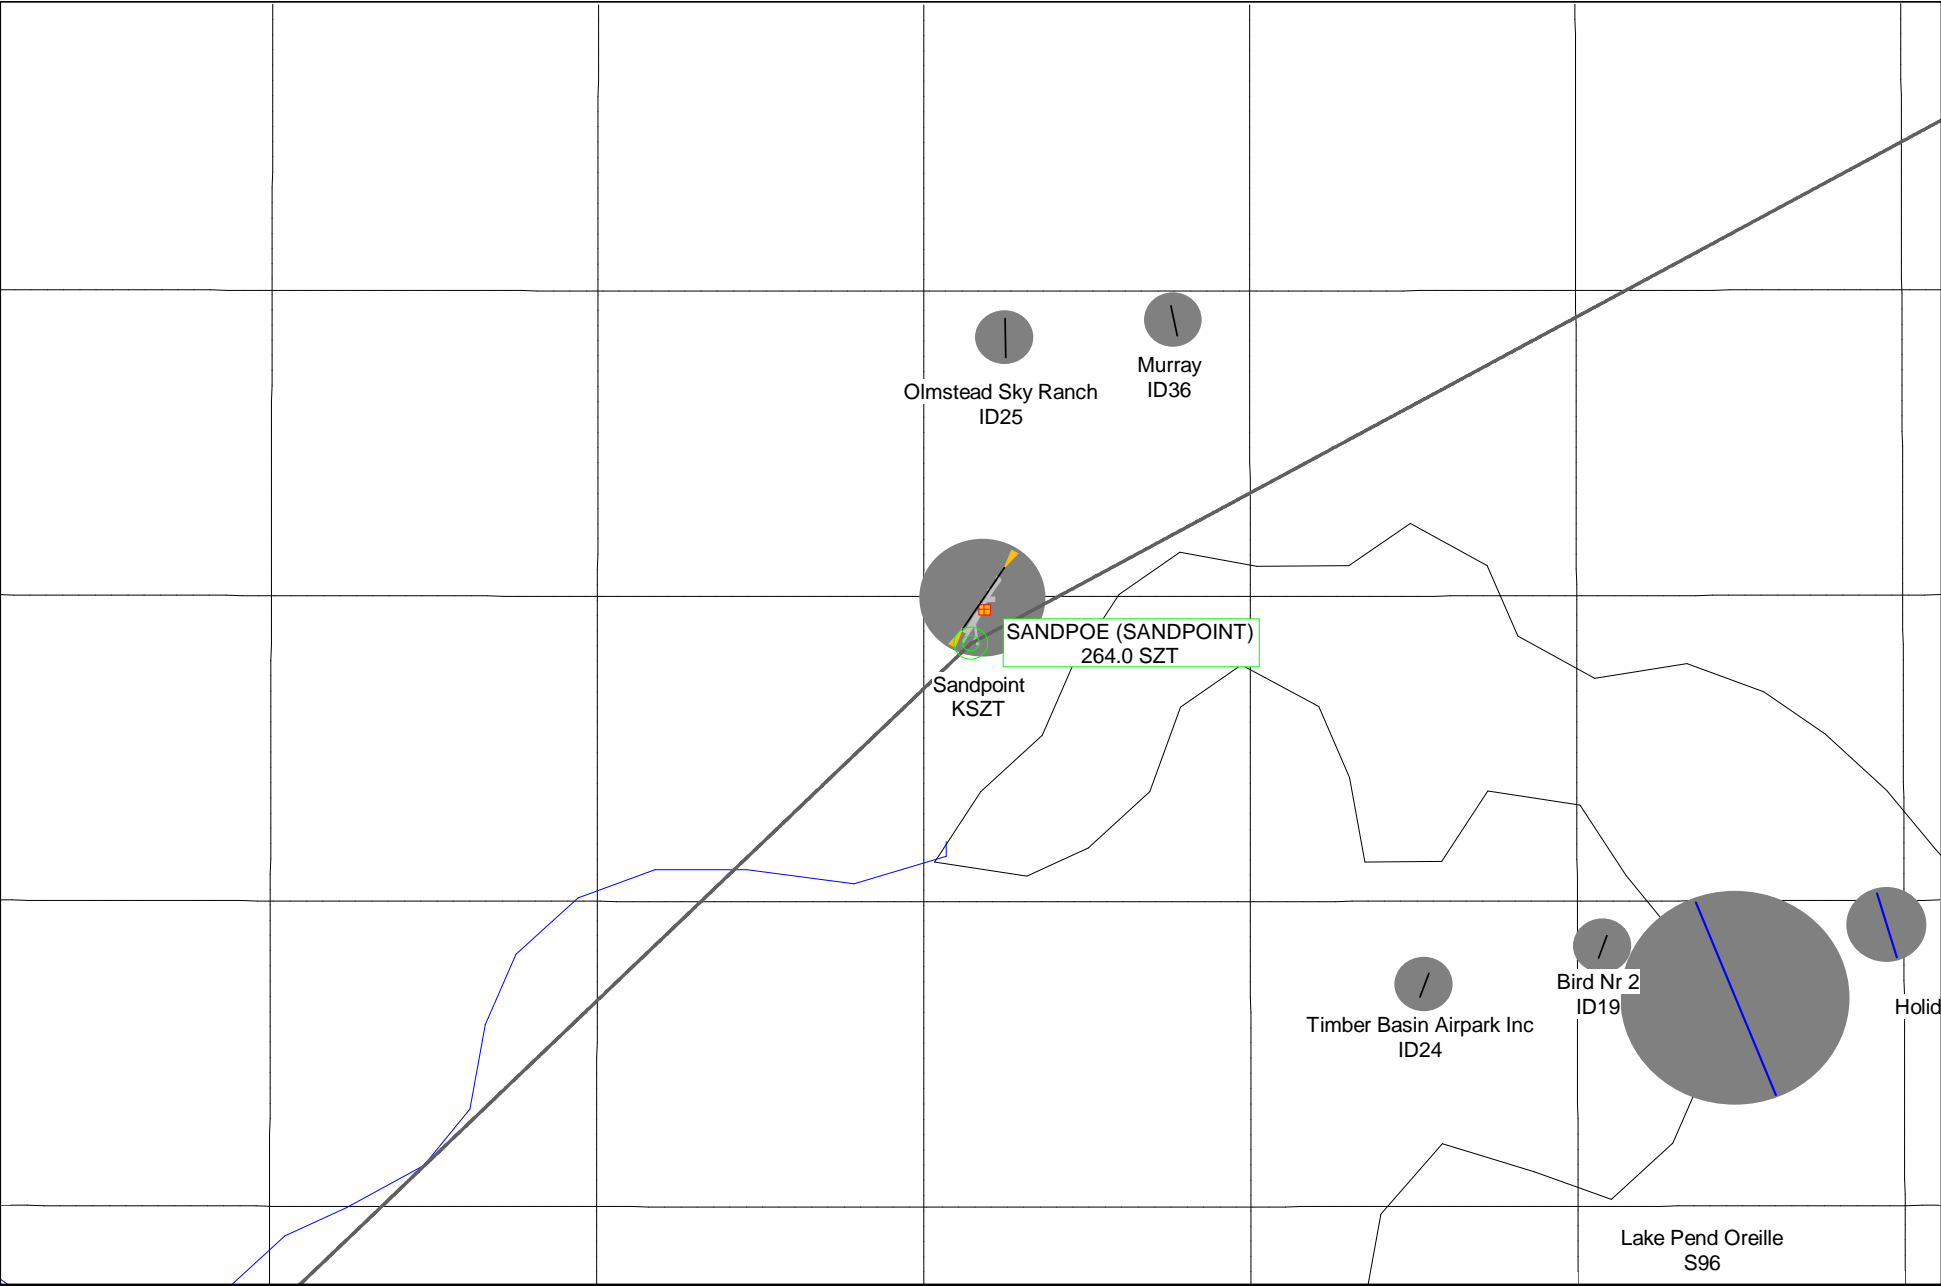 Murray
ID36
Olmstead Sky Ranch
ID25
SANDPOE (SANDPOINT)
264.0 SZT
Sandpoint
KSZT
Bird Nr 2
ID19
Holid
Timber Basin Airpark Inc
ID24
Lake Pend Oreille
S96